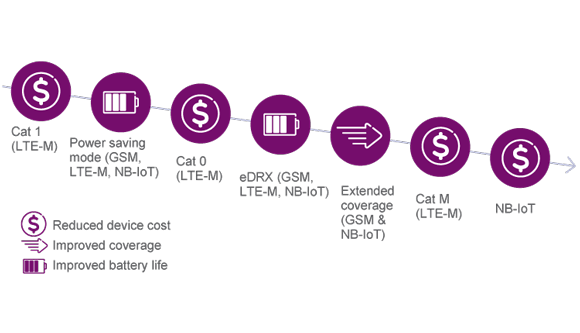 Cat 1
(LTE-M)
Power saving
mode (GSM,
LTE-M, NB-IoT)
Cat 0
(LTE-M)
eDRX (GSM,
LTE-M, NB-IoT)
Extended
coverage
(GSM &
NB-IoT)
Cat M
(LTE-M)
NB-IoT
Reduced device cost
Improved coverage
Improved battery life